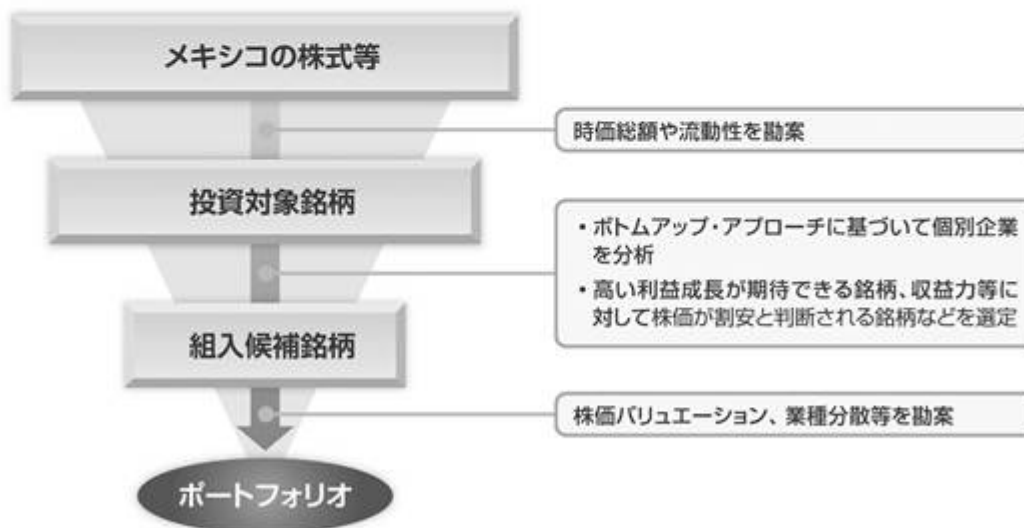 メキシコの株式等
時価総額や流動性を勘案
投資対象銘柄
・ボトムアップ・アプローチに基づいて個別企業
を分析
・高い利益成長が期待できる銘柄、収益力等に
対して株価が割安と判断される銘柄などを選定
組入候補銘柄
株価バリュエーション、業種分散等を勘案
ポートフォリオ